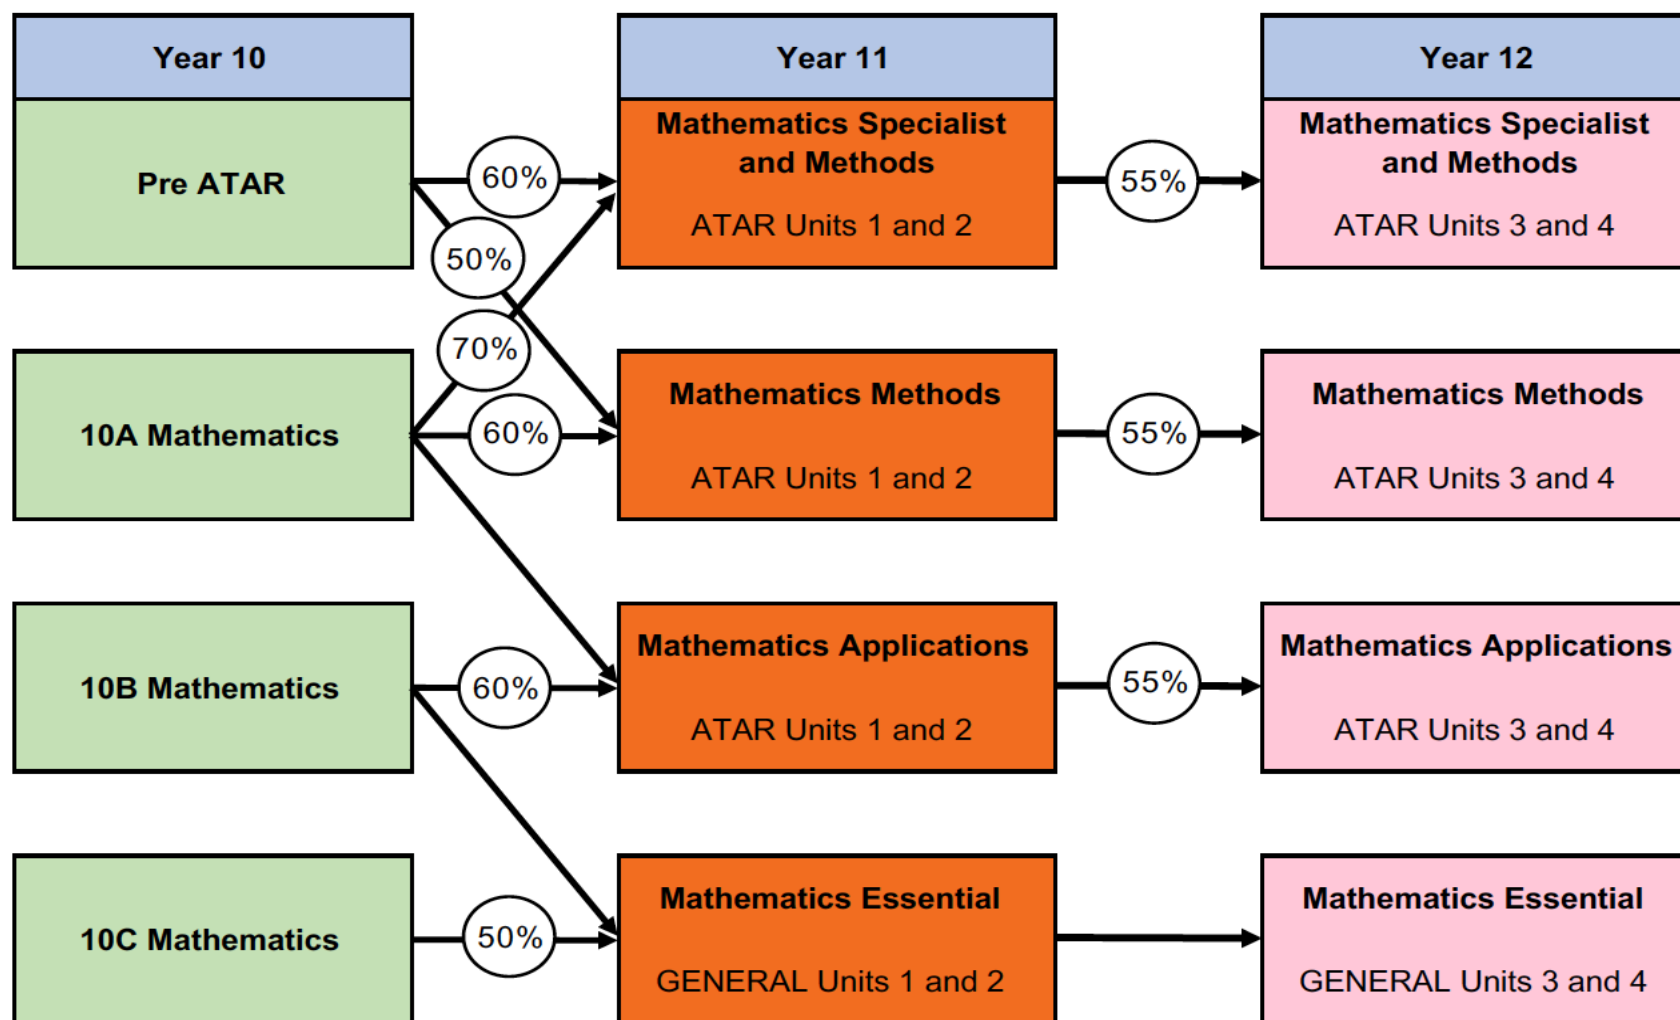 Year 10
Year 11
Year 12
Pre ATAR
60%
Mathematics Specialist
and Methods
ATAR Units 1 and 2
55%
Mathematics Specialist
and Methods
ATAR Units 3 and 4
50%
70%
10A Mathematics
60%
Mathematics Methods
ATAR Units 1 and 2
55%
Mathematics Methods
ATAR Units 3 and 4
10B Mathematics
60%
Mathematics Applications
ATAR Units 1 and 2
55%
Mathematics Applications
ATAR Units 3 and 4
10C Mathematics
50%
Mathematics Essential
GENERAL Units 1 and 2
Mathematics Essential
GENERAL Units 3 and 4